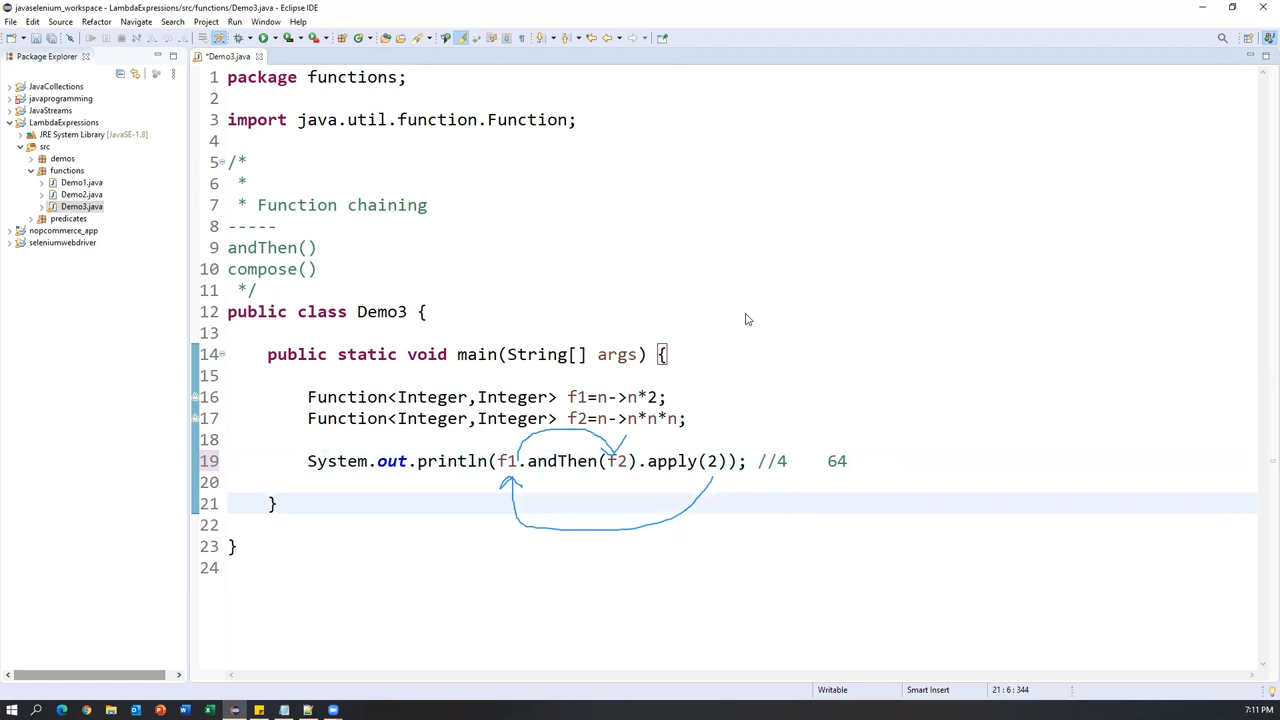 javaselenium_workspace - LambdaExpressions/src/functions/Demo3.java - Eclipse IDE
File Edit Source Refactor Navigate Search Project Run Window Help
Package Explorer
*Demo3.java
JavaCollections
javaprogramming
JavaStreams
LambdaExpressions
JRE System Library [JavaSE-1.8]
src
demos
functions
Demo1.java
Demo2.java
Demo3.java
predicates
nopcommerce_app
seleniumwebdriver
1 package functions;
2
3 import java.util.function.Function;
4
5 /*
6 *
7 * Function chaining
8 -----
9 andThen()
10 compose()
11 */
12 public class Demo3 {
13
14 public static void main(String[] args) {
15
16 Function<Integer,Integer> f1=n->n*2;
17 Function<Integer,Integer> f2=n->n*n*n;
18
19 System.out.println(f1.andThen(f2).apply(2)); //4 64
20
21 }
22
23 }
24
Writable Smart Insert 21 : 6 : 344
7:11 PM